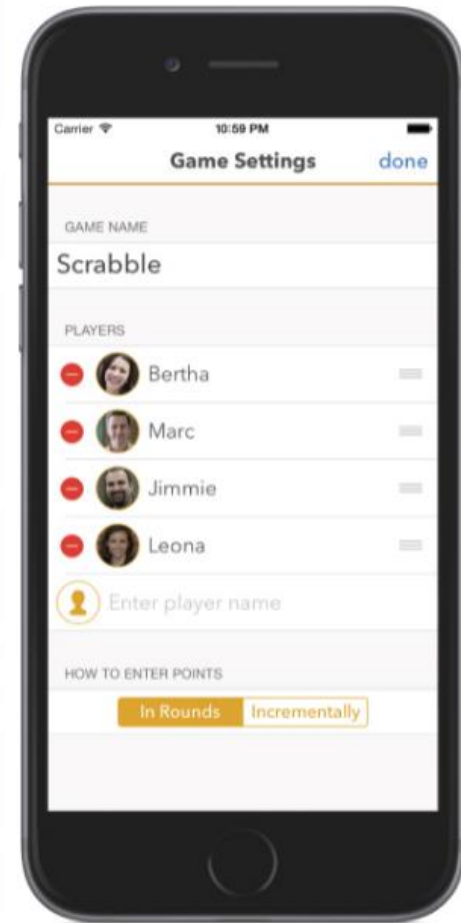 Carrier 10:59 PM
Game Settings done
GAME NAME
Scrabble
PLAYERS
Bertha
Marc
Jimmie
Leona
Enter player name
HOW TO ENTER POINTS
In Rounds Incrementally